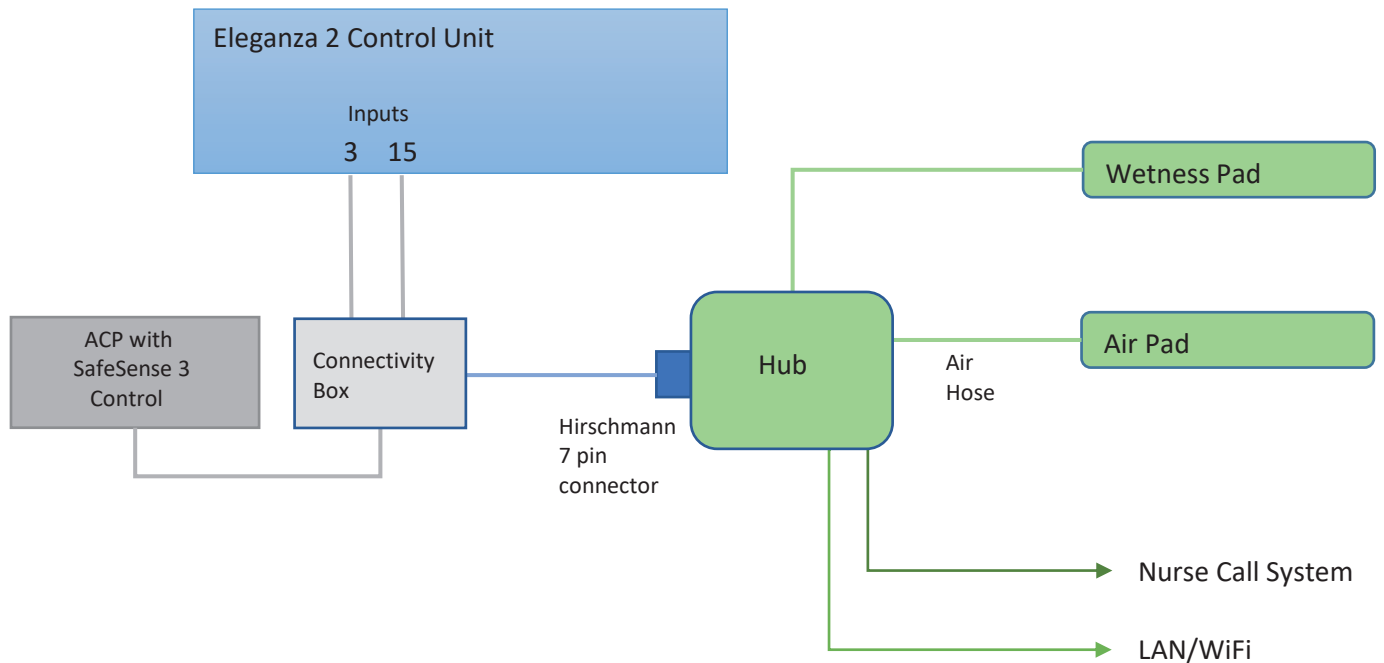 Eleganza 2 Control Unit
Inputs
3 15
Wetness Pad
ACP with
SafeSense 3
Control
Connectivity
Box
Hub
Air Pad
Air
Hose
Hirschmann
7 pin
connector
Nurse Call System
LAN/WiFi